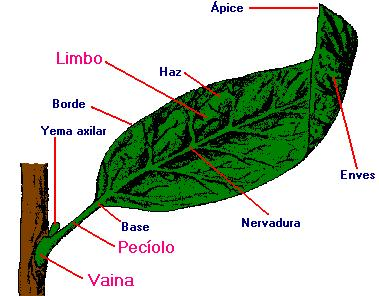 Ápice
Limbo
Haz
Borde
Yema axilar
Enves
Base
Nervadura
Pecíolo
Vaina